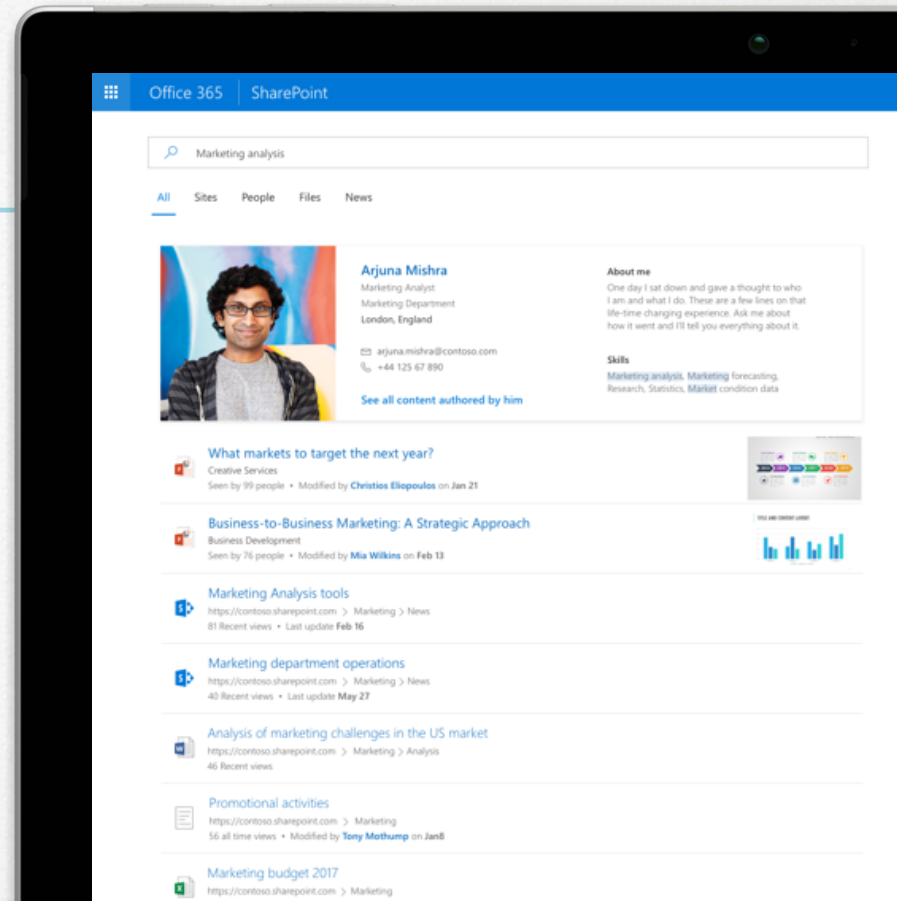 Office 365 SharePoint
Marketing analysis
All Sites People Files News
Arjuna Mishra
Marketing Analyst
Marketing Department
London, England
arjuna.mishra@contoso.com
+44 125 67 890
See all content authored by him
About me
One day I sat down and gave a thought to who
I am and what I do. These are a few lines on that
life-time changing experience. Ask me about
how it went and I'll tell you everything about it.
Skills
Marketing analysis, Marketing forecasting,
Research, Statistics, Market condition data
What markets to target the next year?
Creative Services
Seen by 99 people • Modified by Christios Eliopoulos on Jan 21
Business-to-Business Marketing: A Strategic Approach
Business Development
Seen by 76 people • Modified by Mia Wilkins on Feb 13
TITLE AND CONTENT LAYOUT
Marketing Analysis tools
https://contoso.sharepoint.com > Marketing > News
81 Recent views • Last update Feb 16
Marketing department operations
https://contoso.sharepoint.com > Marketing > News
40 Recent views • Last update May 27
Analysis of marketing challenges in the US market
https://contoso.sharepoint.com > Marketing > Analysis
46 Recent views
Promotional activities
https://contoso.sharepoint.com > Marketing
56 all time views • Modified by Tony Mothump on Jan8
Marketing budget 2017
https://contoso.sharepoint.com > Marketing